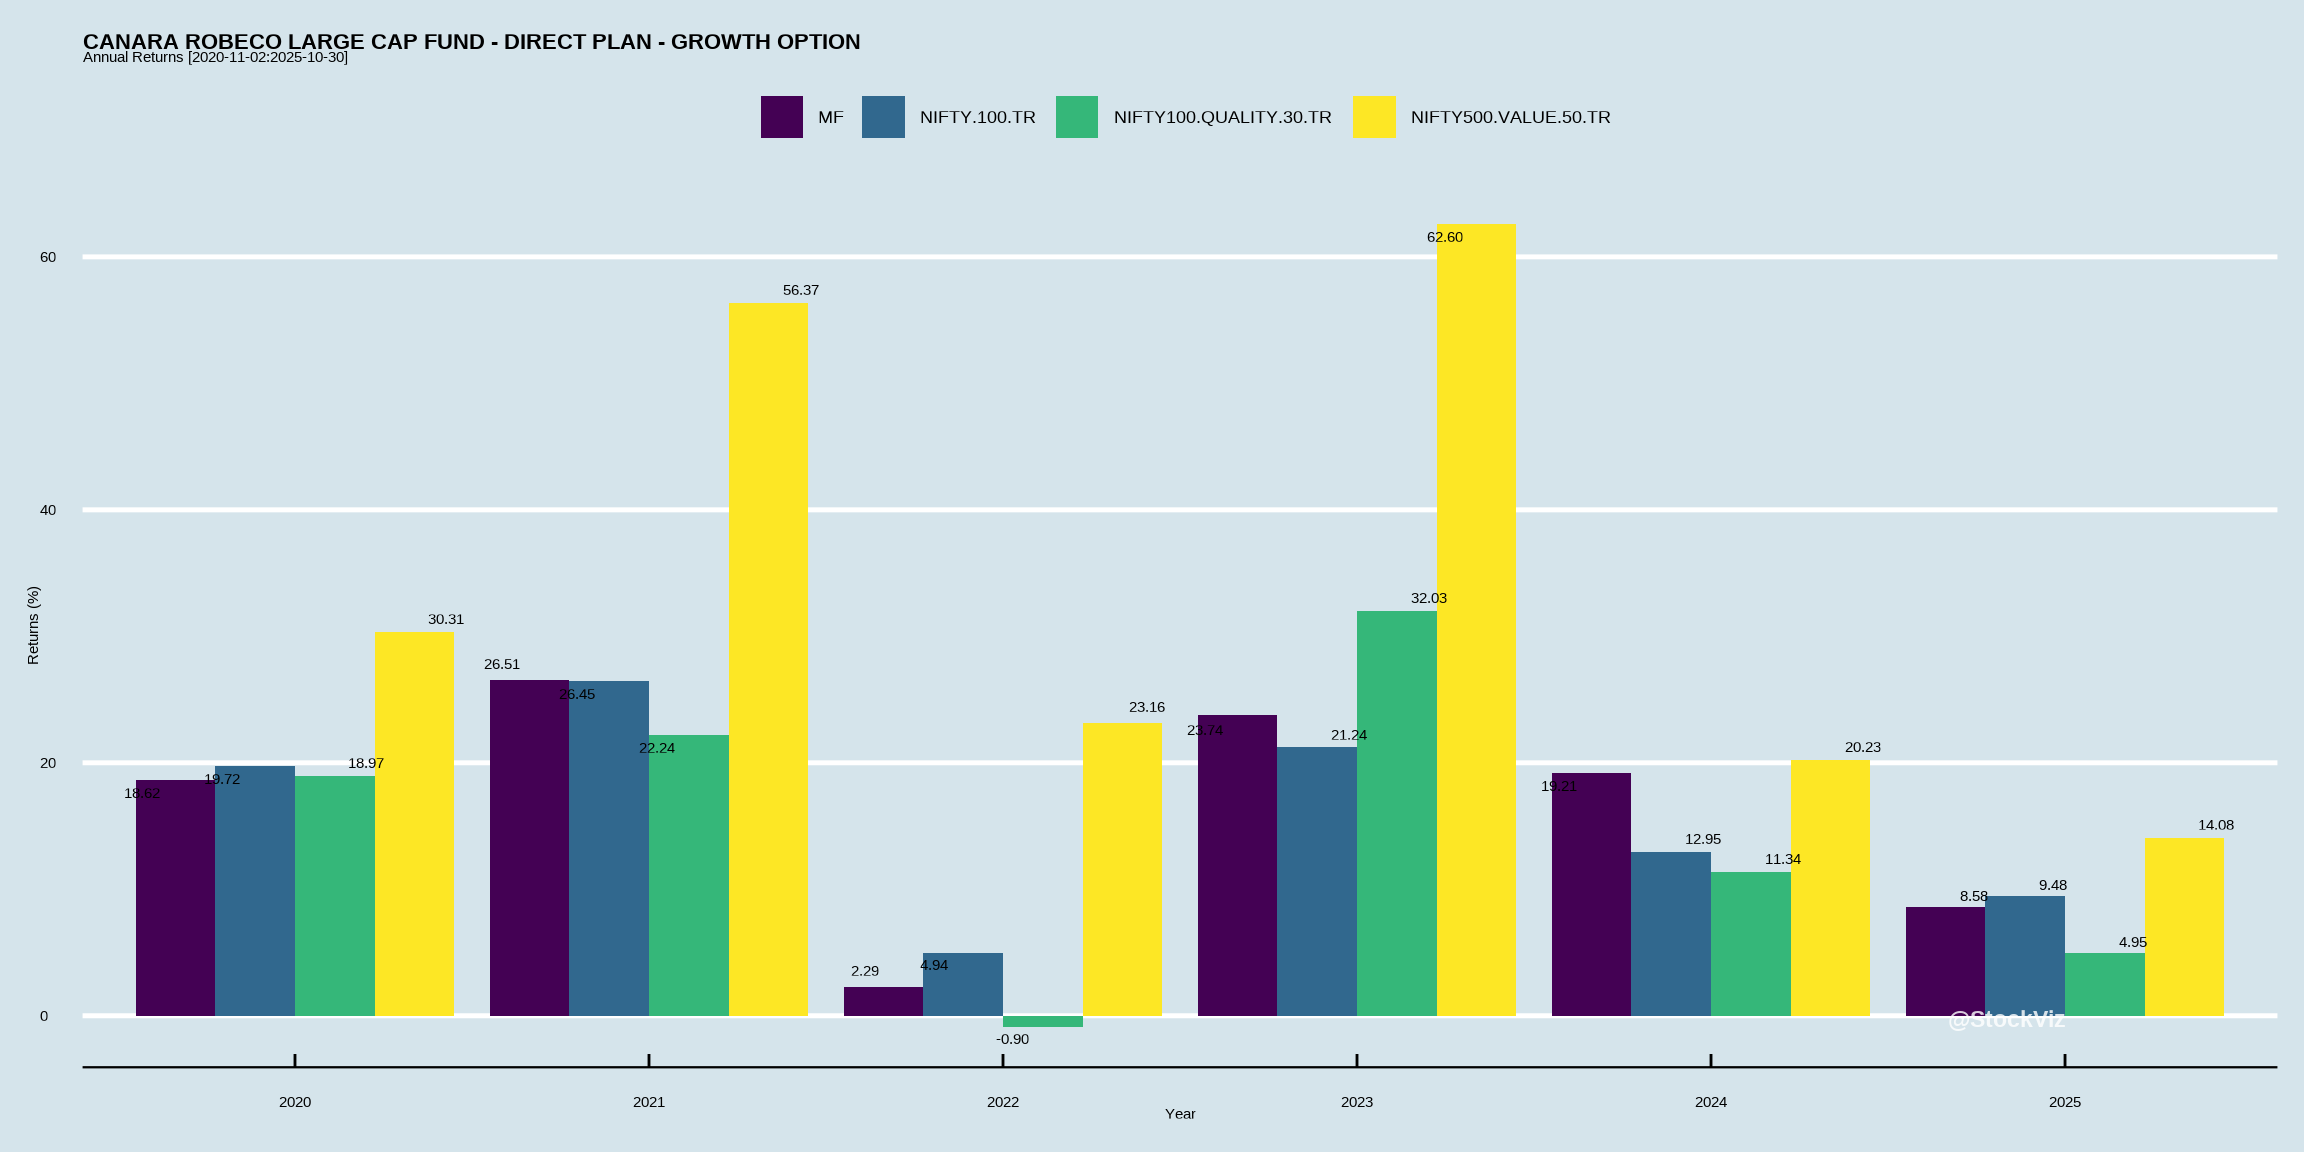 CANARA ROBECO LARGE CAP FUND - DIRECT PLAN - GROWTH OPTION
Annual Returns [2020-11-02:2025-10-30]
MF NIFTY.100.TR NIFTY100.QUALITY.30.TR NIFTY500.VALUE.50.TR
Returns (%)
60
40
20
0
18.62 19.72 18.97 30.31
26.51 26.45 22.24 56.37
2.29 4.94 -0.90 23.16
23.74 21.24 32.03 62.60
19.21 12.95 11.34 20.23
8.58 9.48 4.95 14.08
@StockViz
2020 2021 2022 2023 2024 2025
Year